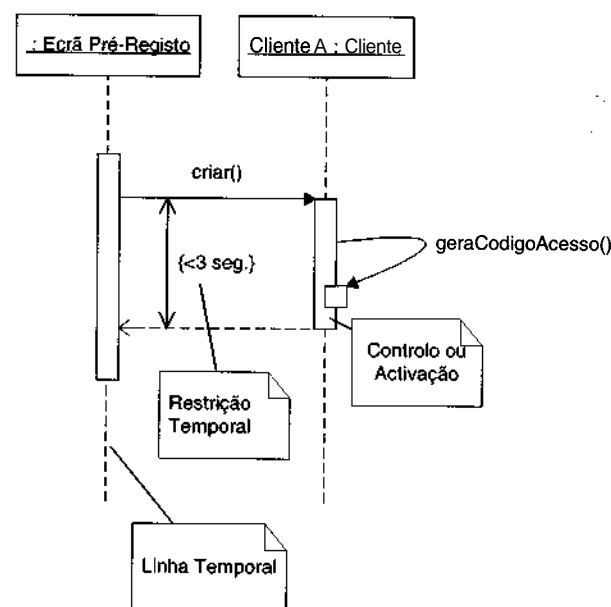 : Ecrã Pré-Registo
Cliente A : Cliente
criar()
geraCodigoAcesso()
{<3 seg.}
Controlo ou
Activação
Restrição
Temporal
Linha Temporal